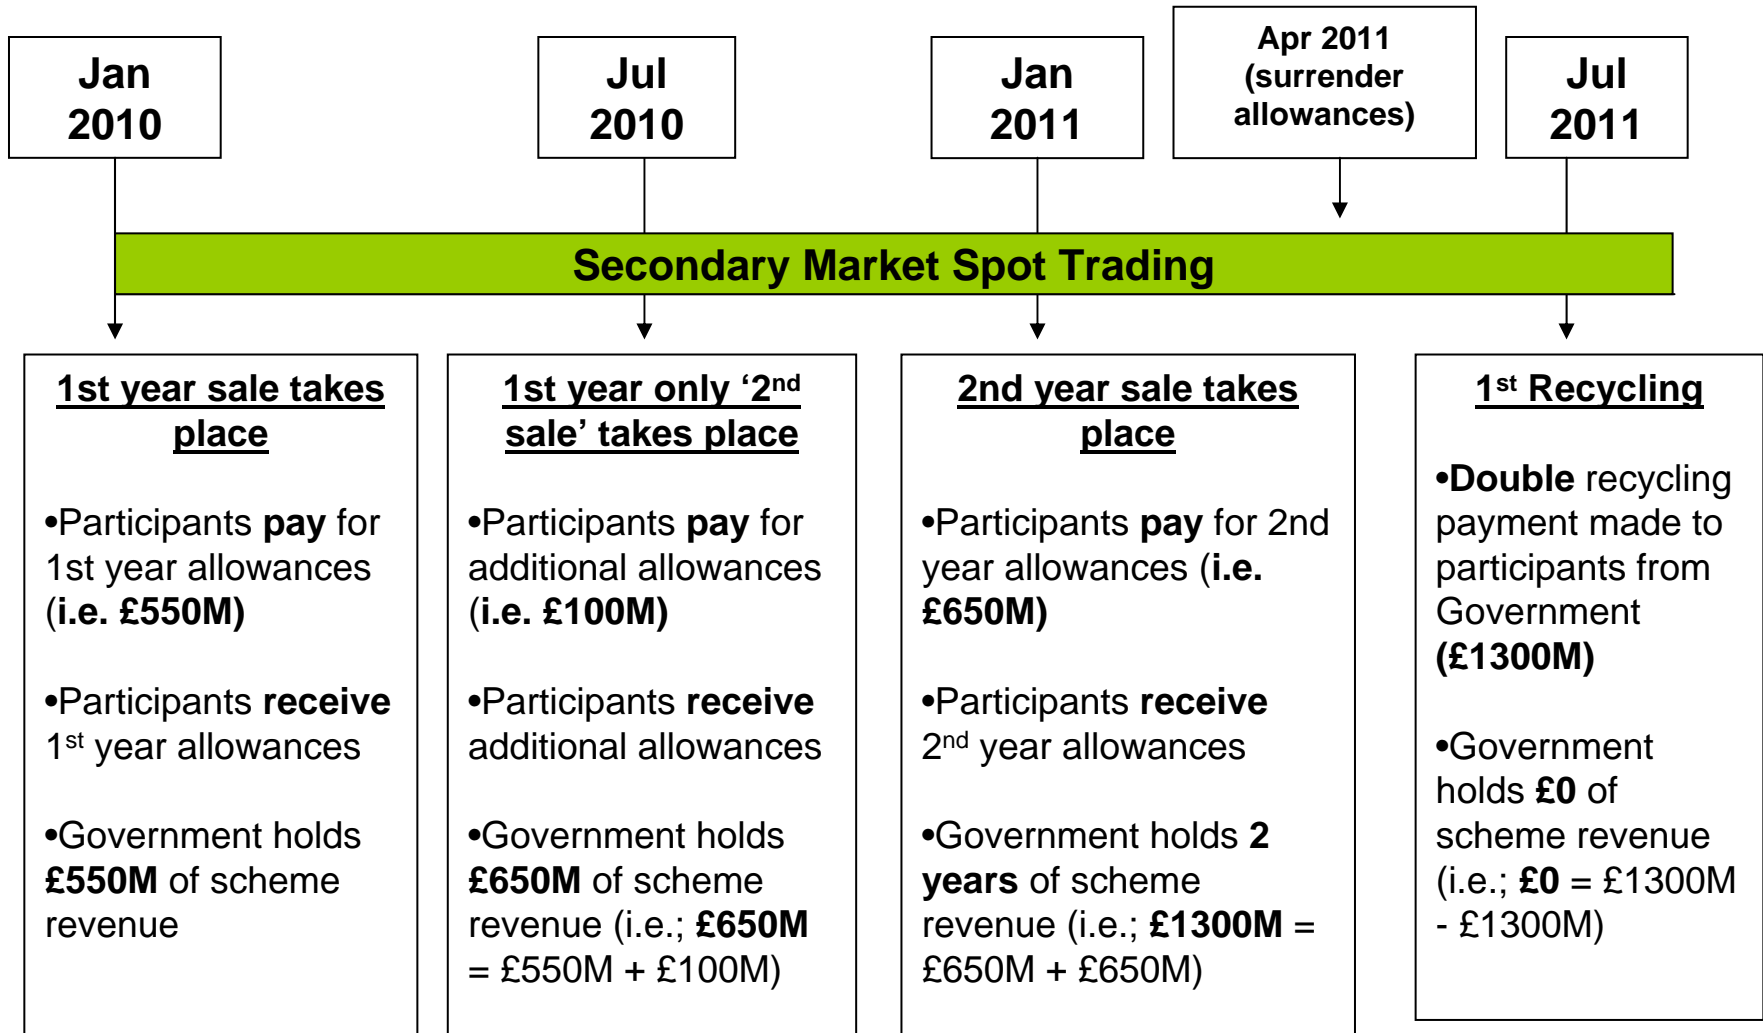 Jan
2010
Jul
2010
Jan
2011
Apr 2011
(surrender
allowances)
Jul
2011
Secondary Market Spot Trading
1st year sale takes
place
•Participants pay for
1st year allowances
(i.e. £550M)
•Participants receive
1st year allowances
•Government holds
£550M of scheme
revenue
1st year only ‘2nd
sale’ takes place
•Participants pay for
additional allowances
(i.e. £100M)
•Participants receive
additional allowances
•Government holds
£650M of scheme
revenue (i.e.; £650M
= £550M + £100M)
2nd year sale takes
place
•Participants pay for 2nd
year allowances (i.e.
£650M)
•Participants receive
2nd year allowances
•Government holds 2
years of scheme
revenue (i.e.; £1300M =
£650M + £650M)
1st Recycling
•Double recycling
payment made to
participants from
Government
(£1300M)
•Government
holds £0 of
scheme revenue
(i.e.; £0 = £1300M
- £1300M)